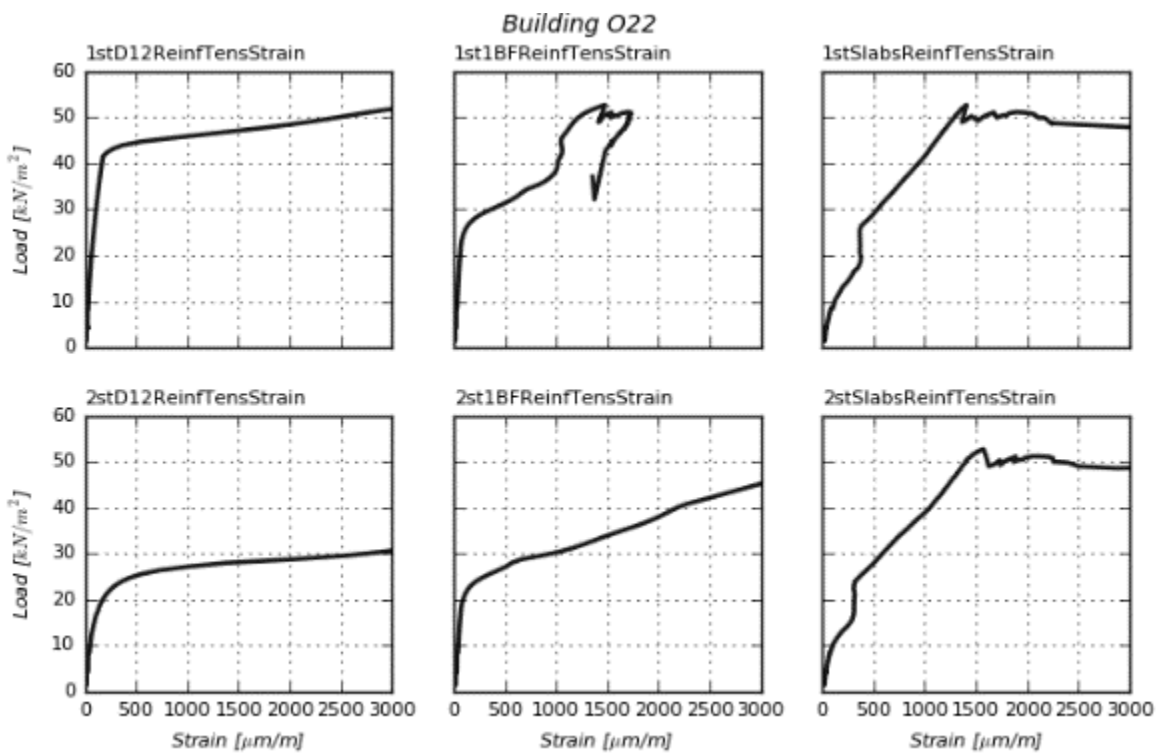 Building O22
1stD12ReinfTensStrain
1st1BFReinfTensStrain
1stSlabsReinfTensStrain
60
50
40
30
20
10
0
Load [kN/m²]
2stD12ReinfTensStrain
2st1BFReinfTensStrain
2stSlabsReinfTensStrain
60
50
40
30
20
10
0
Load [kN/m²]
0 500 1000 1500 2000 2500 3000
0 500 1000 1500 2000 2500 3000
0 500 1000 1500 2000 2500 3000
Strain [μm/m]
Strain [μm/m]
Strain [μm/m]